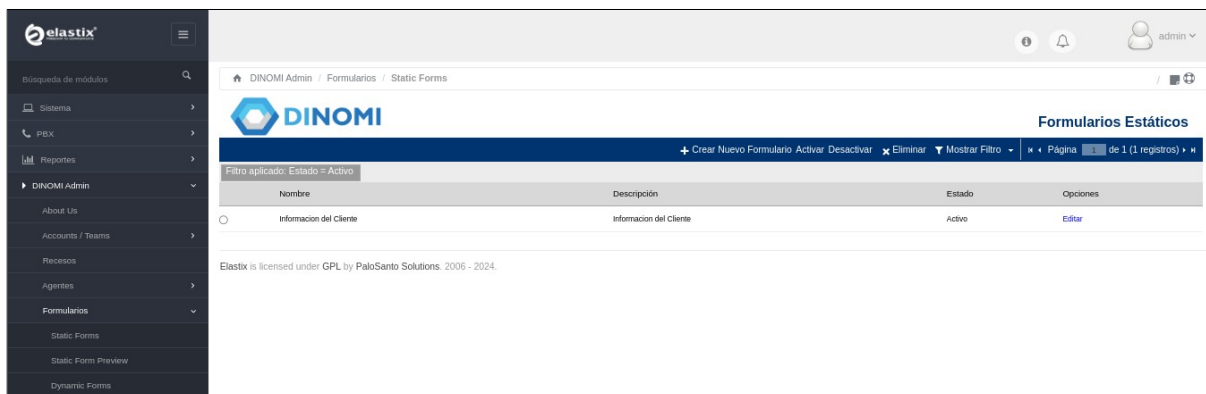 elastix
admin
Búsqueda de módulos
DINOMI Admin / Formularios / Static Forms
/
Sistema
PBX
Reportes
DINOMI Admin
About Us
Accounts / Teams
Recesos
Agentes
Formularios
Static Forms
Static Form Preview
Dynamic Forms
DINOMI
Formularios Estáticos
Crear Nuevo Formulario Activar Desactivar Eliminar Mostrar Filtro Página 1 de 1 (1 registros)
Filtro aplicado: Estado = Activo
Nombre Descripción Estado Opciones
Informacion del Cliente Informacion del Cliente Activo Editar
Elastix is licensed under GPL by PaloSanto Solutions. 2006 - 2024.